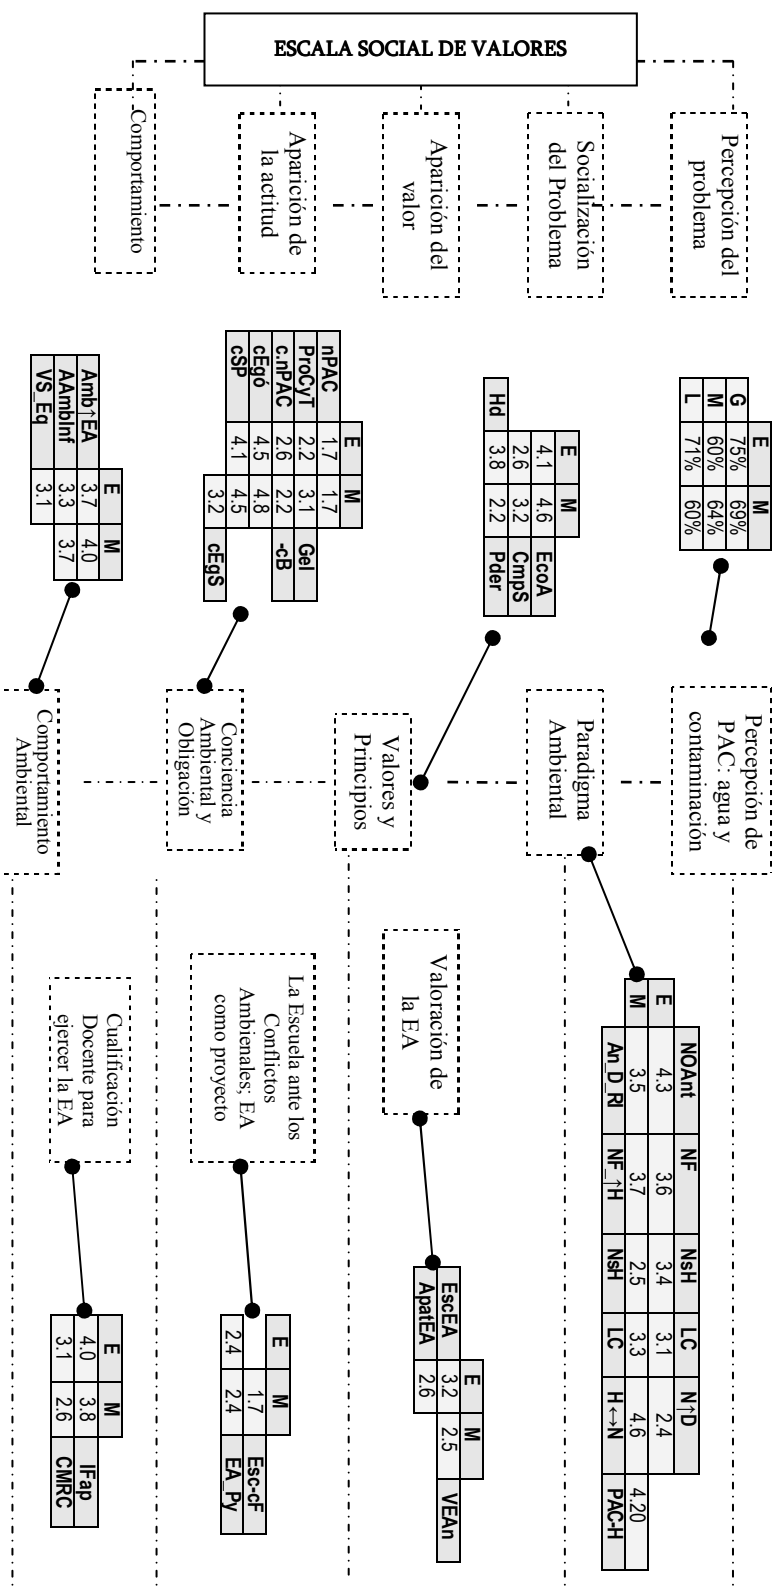 ESCALA SOCIAL DE VALORES
Percepción del
problema
Socialización
del Problema
Aparición del
valor
Aparición de
la actitud
Comportamiento
E M
G 75% 69%
M 60% 64%
L 71% 60%
Percepción de
PAC: agua y
contaminación
E M
4.1 4.6 EcoA
2.6 3.2 CmpS
Hd 3.8 2.2 Pder
Paradigma
Ambiental
NOAnt NF NsH LC N↑D
E 4.3 3.6 3.4 3.1 2.4
M 3.5 3.7 2.5 3.3 4.6 4.20
An_D_RI NF_↑H NsH LC H↔N PAC-H
Valores y
Principios
Valoración de
la EA
E M
EscEA 3.2 2.5 VEAn
ApatEA 2.6
E M
nPAC 1.7 1.7
ProCyT 2.2 3.1 Gel
c.nPAC 2.6 2.2 -cB
cEgó 4.5 4.8
cSP 4.1 4.5
3.2 cEgS
Conciencia
Ambiental y
Obligación
La Escuela ante los
Conflictos
Ambienales; EA
como proyecto
E M
1.7 Esc-cF
2.4 2.4 EA_Py
E M
Amb↑EA 3.7 4.0
AAmbInf 3.3 3.7
VS_Eq 3.1
Comportamiento
Ambiental
Cualificación
Docente para
ejercer la EA
E M
4.0 3.8 IFap
3.1 2.6 CMRC